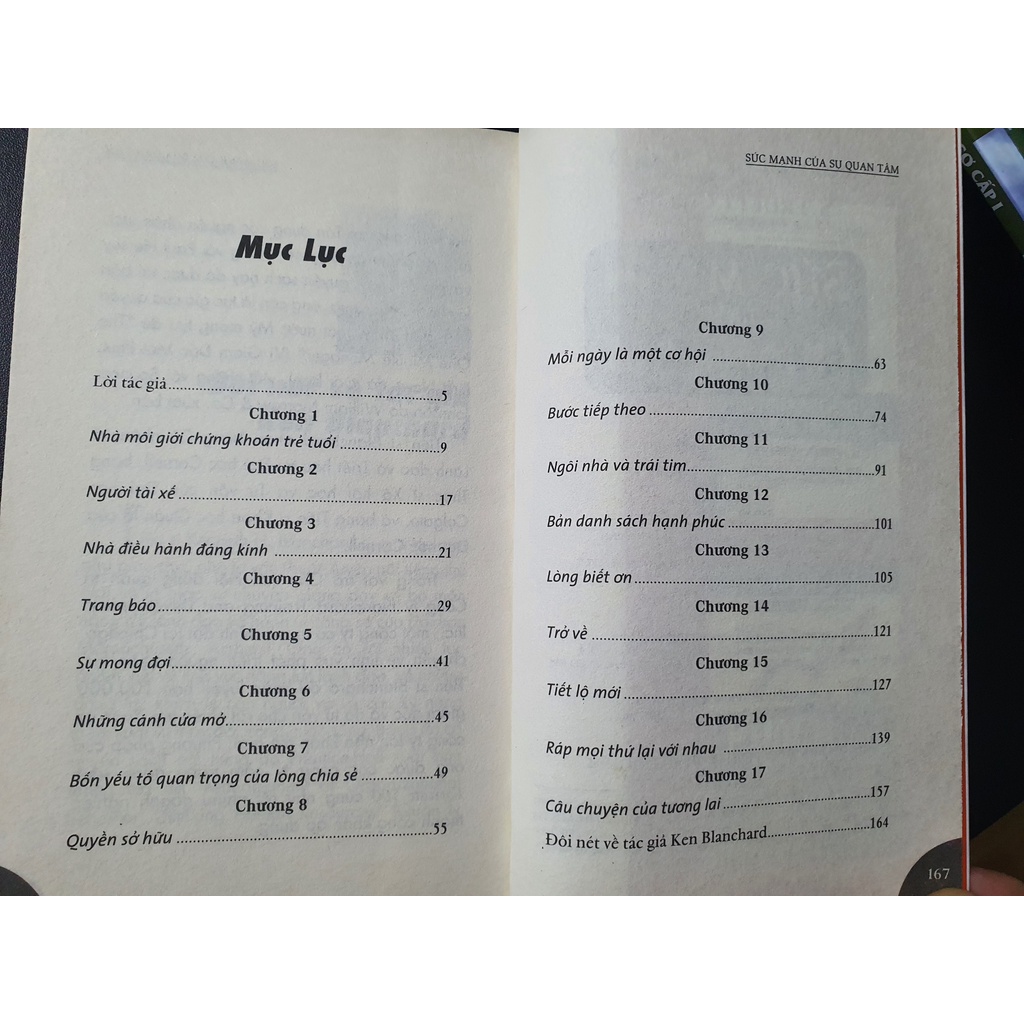 Mục Lục
Lời tác giả....................5
Chương 1
Nhà môi giới chứng khoán trẻ tuổi....................9
Chương 2
Người tài xế....................17
Chương 3
Nhà điều hành đáng kính....................21
Chương 4
Trang báo....................29
Chương 5
Sự mong đợi....................41
Chương 6
Những cánh cửa mở....................45
Chương 7
Bốn yếu tố quan trọng của lòng chia sẻ....................49
Chương 8
Quyền sở hữu....................55
SỨC MẠNH CỦA SỰ QUAN TÂM
Chương 9
Mỗi ngày là một cơ hội....................63
Chương 10
Bước tiếp theo....................74
Chương 11
Ngôi nhà và trái tim....................91
Chương 12
Bản danh sách hạnh phúc....................101
Chương 13
Lòng biết ơn....................105
Chương 14
Trở về....................121
Chương 15
Tiết lộ mới....................127
Chương 16
Ráp mọi thứ lại với nhau....................139
Chương 17
Câu chuyện của tương lai....................157
Đôi nét về tác giả Ken Blanchard....................164
167
CẤP I